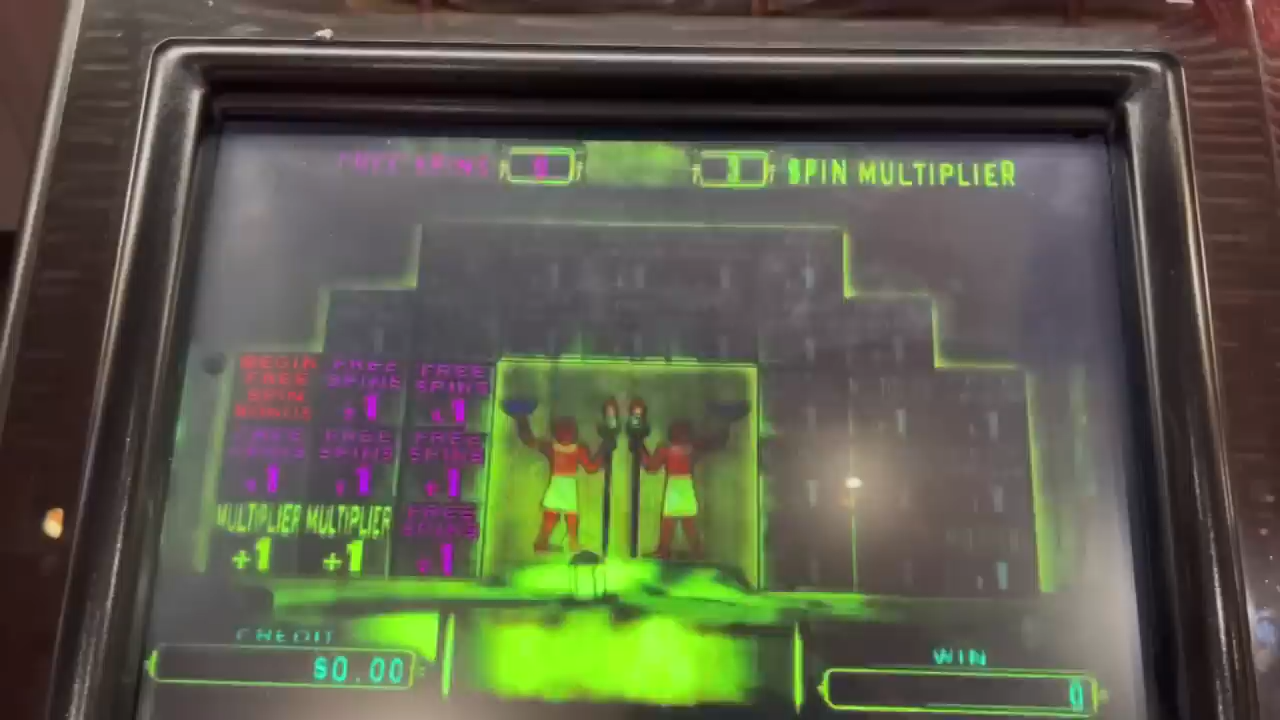 FREE SPINS
3 SPIN MULTIPLIER
BEGIN FREE SPIN BONUS
FREE SPINS +1
FREE SPINS +1
FREE SPINS +1
FREE SPINS +1
FREE SPINS +1
MULTIPLIER +1
MULTIPLIER +1
FREE SPINS +1
CREDIT
$0.00
WIN
0